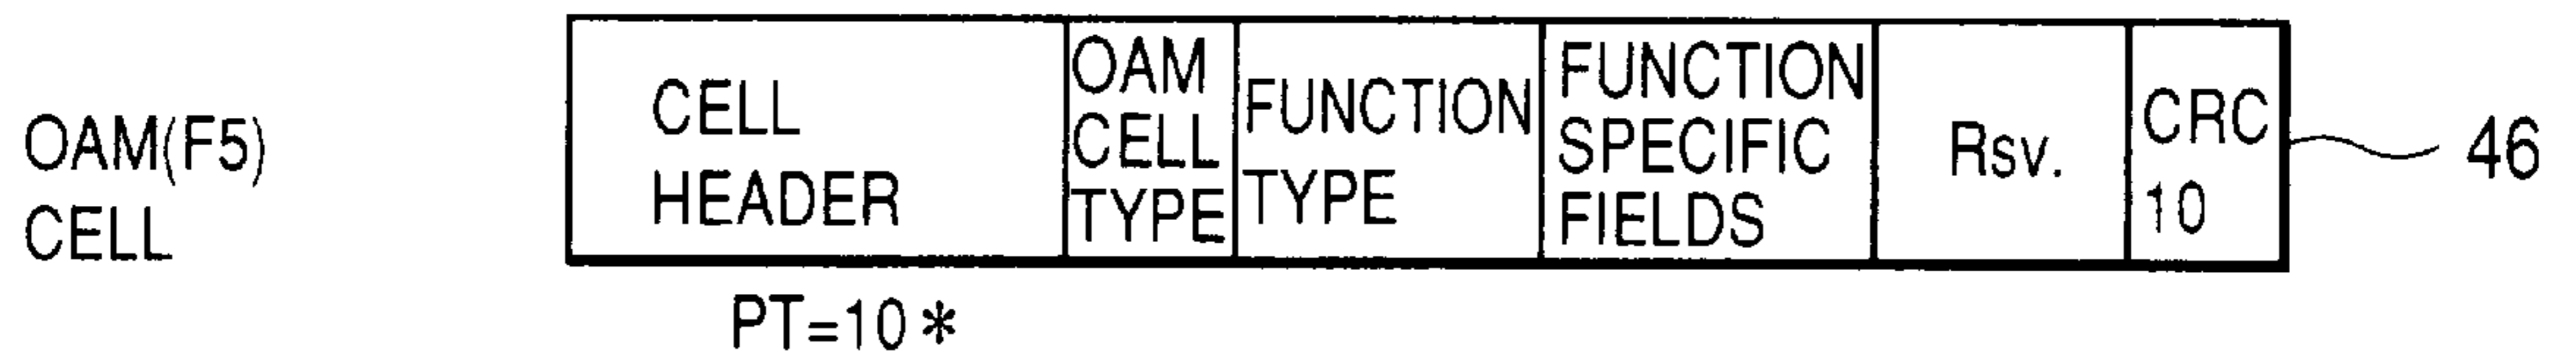 OAM(F5)
CELL
CELL
HEADER
OAM
CELL
TYPE
FUNCTION
TYPE
FUNCTION
SPECIFIC
FIELDS
Rsv.
CRC
10
46
PT=10*